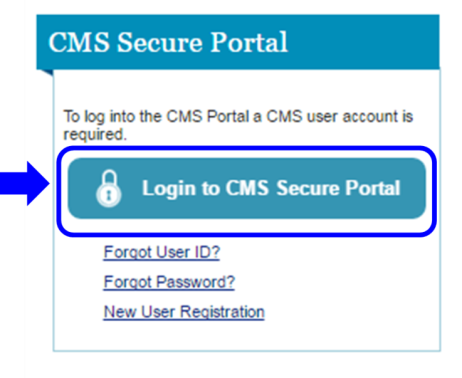 CMS Secure Portal
To log into the CMS Portal a CMS user account is
required.
Login to CMS Secure Portal
Forgot User ID?
Forgot Password?
New User Registration